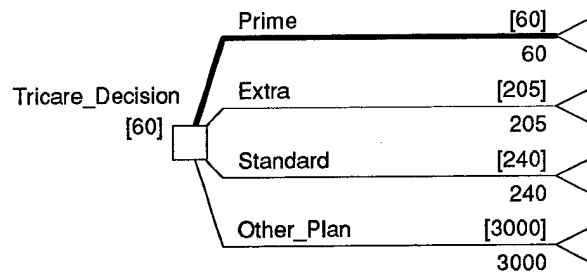 Prime [60]
60
Tricare_Decision
[60]
Extra [205]
205
Standard [240]
240
Other_Plan [3000]
3000